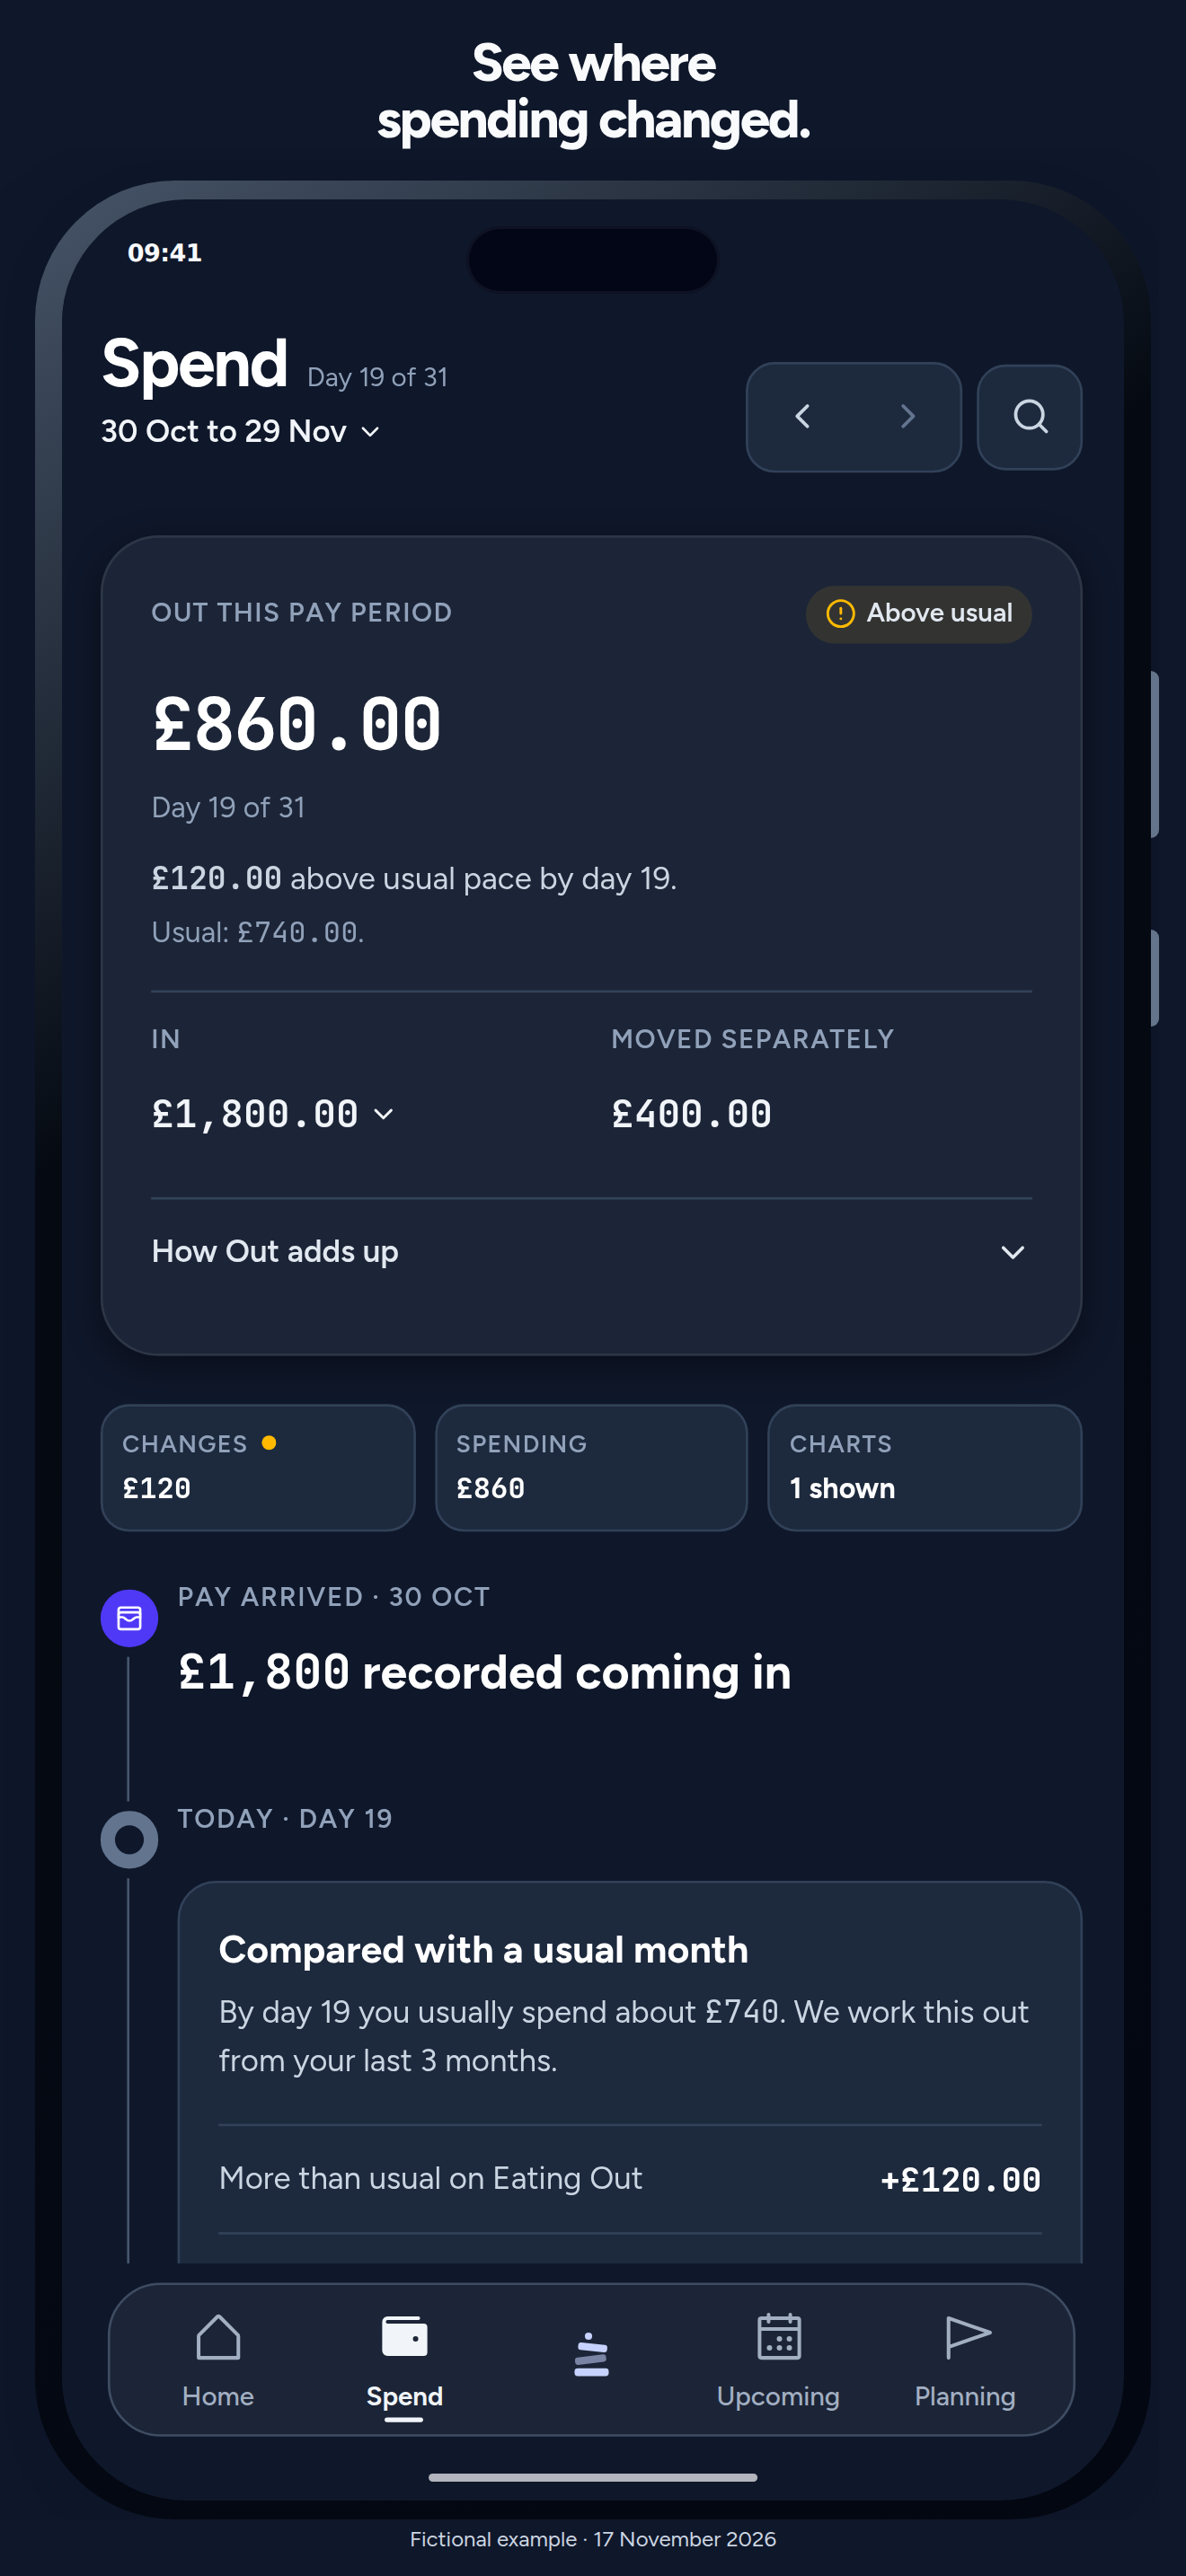 See where
spending changed.
09:41
Spend Day 19 of 31
30 Oct to 29 Nov
OUT THIS PAY PERIOD
Above usual
£860.00
Day 19 of 31
£120.00 above usual pace by day 19.
Usual: £740.00.
IN MOVED SEPARATELY
£1,800.00 £400.00
How Out adds up
CHANGES SPENDING CHARTS
£120 £860 1 shown
PAY ARRIVED · 30 OCT
£1,800 recorded coming in
TODAY · DAY 19
Compared with a usual month
By day 19 you usually spend about £740. We work this out
from your last 3 months.
More than usual on Eating Out +£120.00
Home Spend Upcoming Planning
Fictional example · 17 November 2026